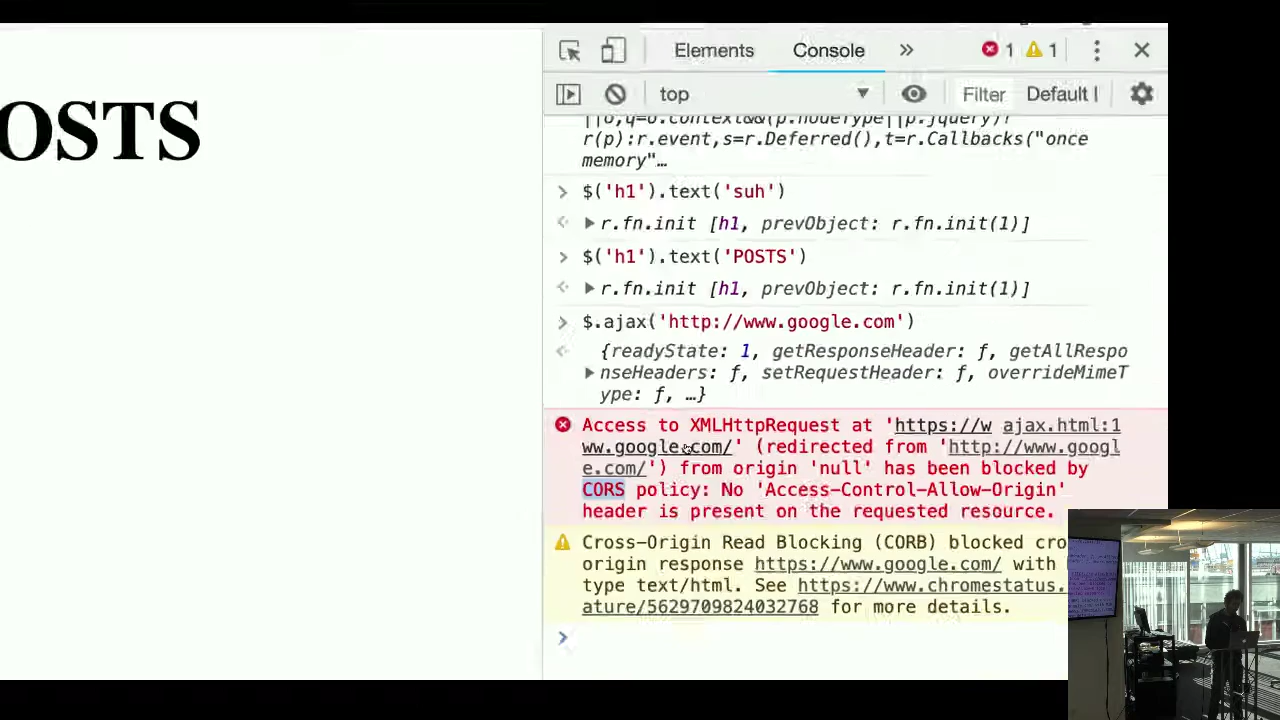 OSTS
Elements Console » 1 1
top Filter Default l
||o,q=o.context&&(p.nodeType||p.jquery)?
r(p):r.event,s=r.Deferred(),t=r.Callbacks("once
memory"…
> $('h1').text('suh')
r.fn.init [h1, prevObject: r.fn.init(1)]
> $('h1').text('POSTS')
r.fn.init [h1, prevObject: r.fn.init(1)]
> $.ajax('http://www.google.com')
{readyState: 1, getResponseHeader: ƒ, getAllRespo
nseHeaders: ƒ, setRequestHeader: ƒ, overrideMimeT
ype: ƒ, …}
Access to XMLHttpRequest at 'https://w ajax.html:1
ww.google.com/' (redirected from 'http://www.googl
e.com/') from origin 'null' has been blocked by
CORS policy: No 'Access-Control-Allow-Origin'
header is present on the requested resource.
Cross-Origin Read Blocking (CORB) blocked cro
origin response https://www.google.com/ with
type text/html. See https://www.chromestatus.
ature/5629709824032768 for more details.
>